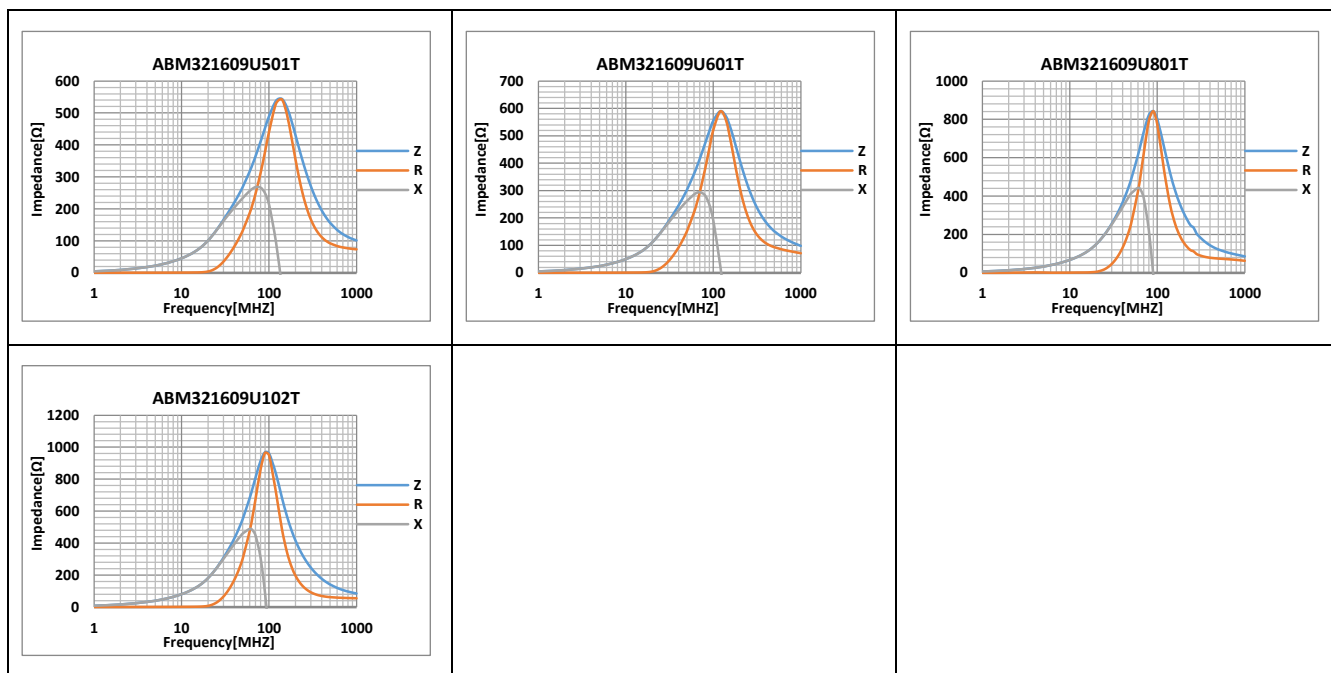 ABM321609U501T
600
500
400
300
200
100
0
Impedance[Ω]
1 10 100 1000
Frequency[MHZ]
Z
R
X
ABM321609U601T
700
600
500
400
300
200
100
0
Impedance[Ω]
1 10 100 1000
Frequency[MHZ]
Z
R
X
ABM321609U801T
1000
800
600
400
200
0
Impedance[Ω]
1 10 100 1000
Frequency[MHZ]
Z
R
X
ABM321609U102T
1200
1000
800
600
400
200
0
Impedance[Ω]
1 10 100 1000
Frequency[MHZ]
Z
R
X